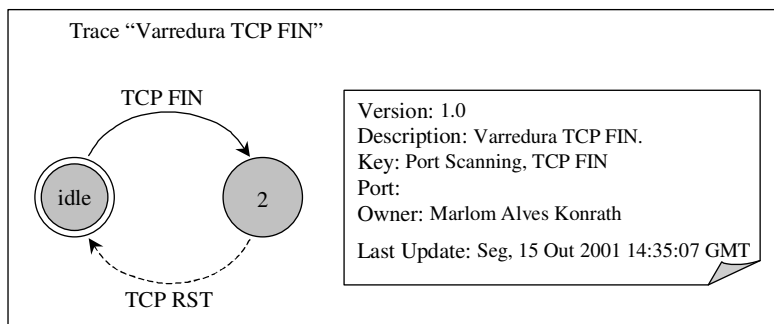 Trace “Varredura TCP FIN”
TCP FIN
idle
2
TCP RST
Version: 1.0
Description: Varredura TCP FIN.
Key: Port Scanning, TCP FIN
Port:
Owner: Marlom Alves Konrath
Last Update: Seg, 15 Out 2001 14:35:07 GMT